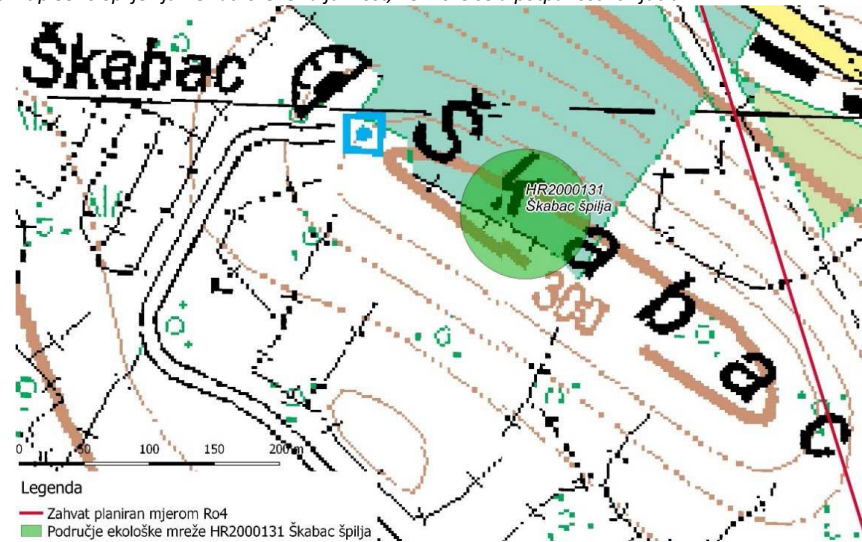 Škabac
Škabac
HR2000131
Škabac špilja
300
0 50 100 150 200 m
Legenda
Zahvat planiran mjerom Ro4
Područje ekološke mreže HR2000131 Škabac špilja